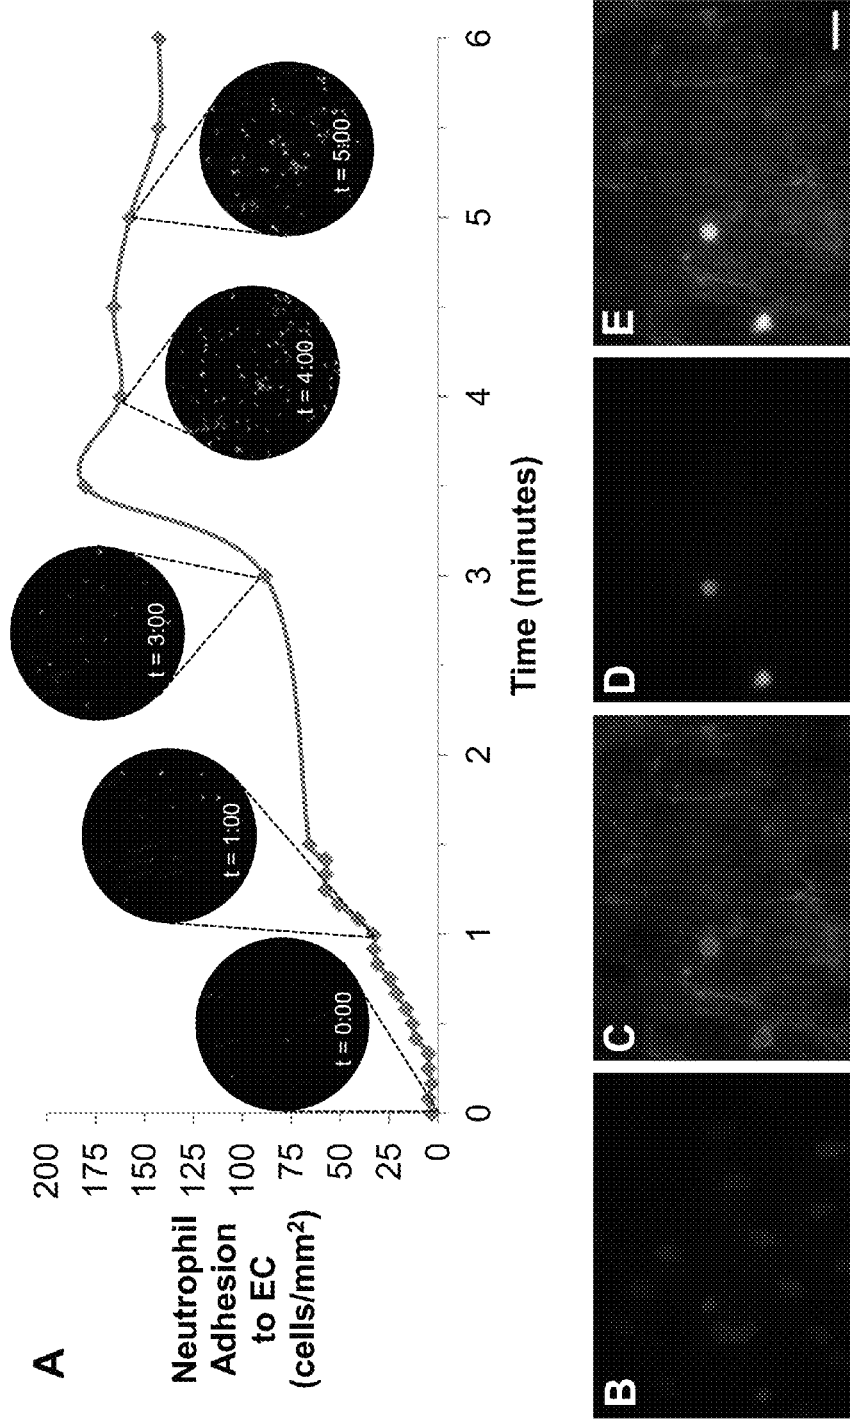 A
Neutrophil
Adhesion
to EC
(cells/mm²)
200
175
150
125
100
75
50
25
0
t = 0:00
t = 1:00
t = 3:00
t = 4:00
t = 5:00
0 1 2 3 4 5 6
Time (minutes)
B
C
D
E